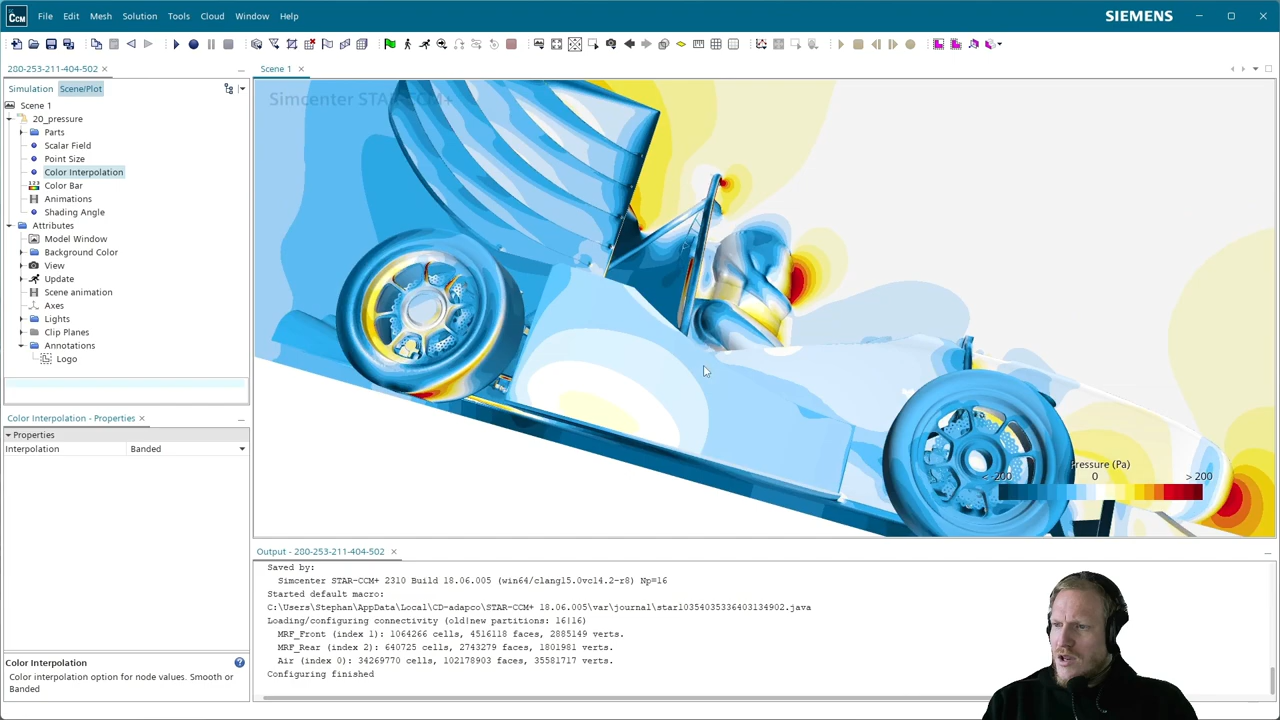 CCM
File Edit Mesh Solution Tools Cloud Window Help
SIEMENS
280-253-211-404-502
Scene 1
Simulation Scene/Plot
Scene 1
20_pressure
Parts
Scalar Field
Point Size
Color Interpolation
Color Bar
Animations
Shading Angle
Attributes
Model Window
Background Color
View
Update
Scene animation
Axes
Lights
Clip Planes
Annotations
Logo
Color Interpolation - Properties
Properties
Interpolation Banded
Color Interpolation
Color interpolation option for node values. Smooth or
Banded
Simcenter STAR-CCM+
Pressure (Pa)
< -200 0 > 200
Output - 280-253-211-404-502
Saved by:
Simcenter STAR-CCM+ 2310 Build 18.06.005 (win64/clang15.0vc14.2-r8) Np=16
Started default macro:
C:\Users\Stephan\AppData\Local\CD-adapco\STAR-CCM+ 18.06.005\var\journal\star10354035336403134902.java
Loading/configuring connectivity (old|new partitions: 16|16)
MRF_Front (index 1): 1064266 cells, 4516118 faces, 2885149 verts.
MRF_Rear (index 2): 640725 cells, 2743279 faces, 1801981 verts.
Air (index 0): 34269770 cells, 102178903 faces, 35581717 verts.
Configuring finished